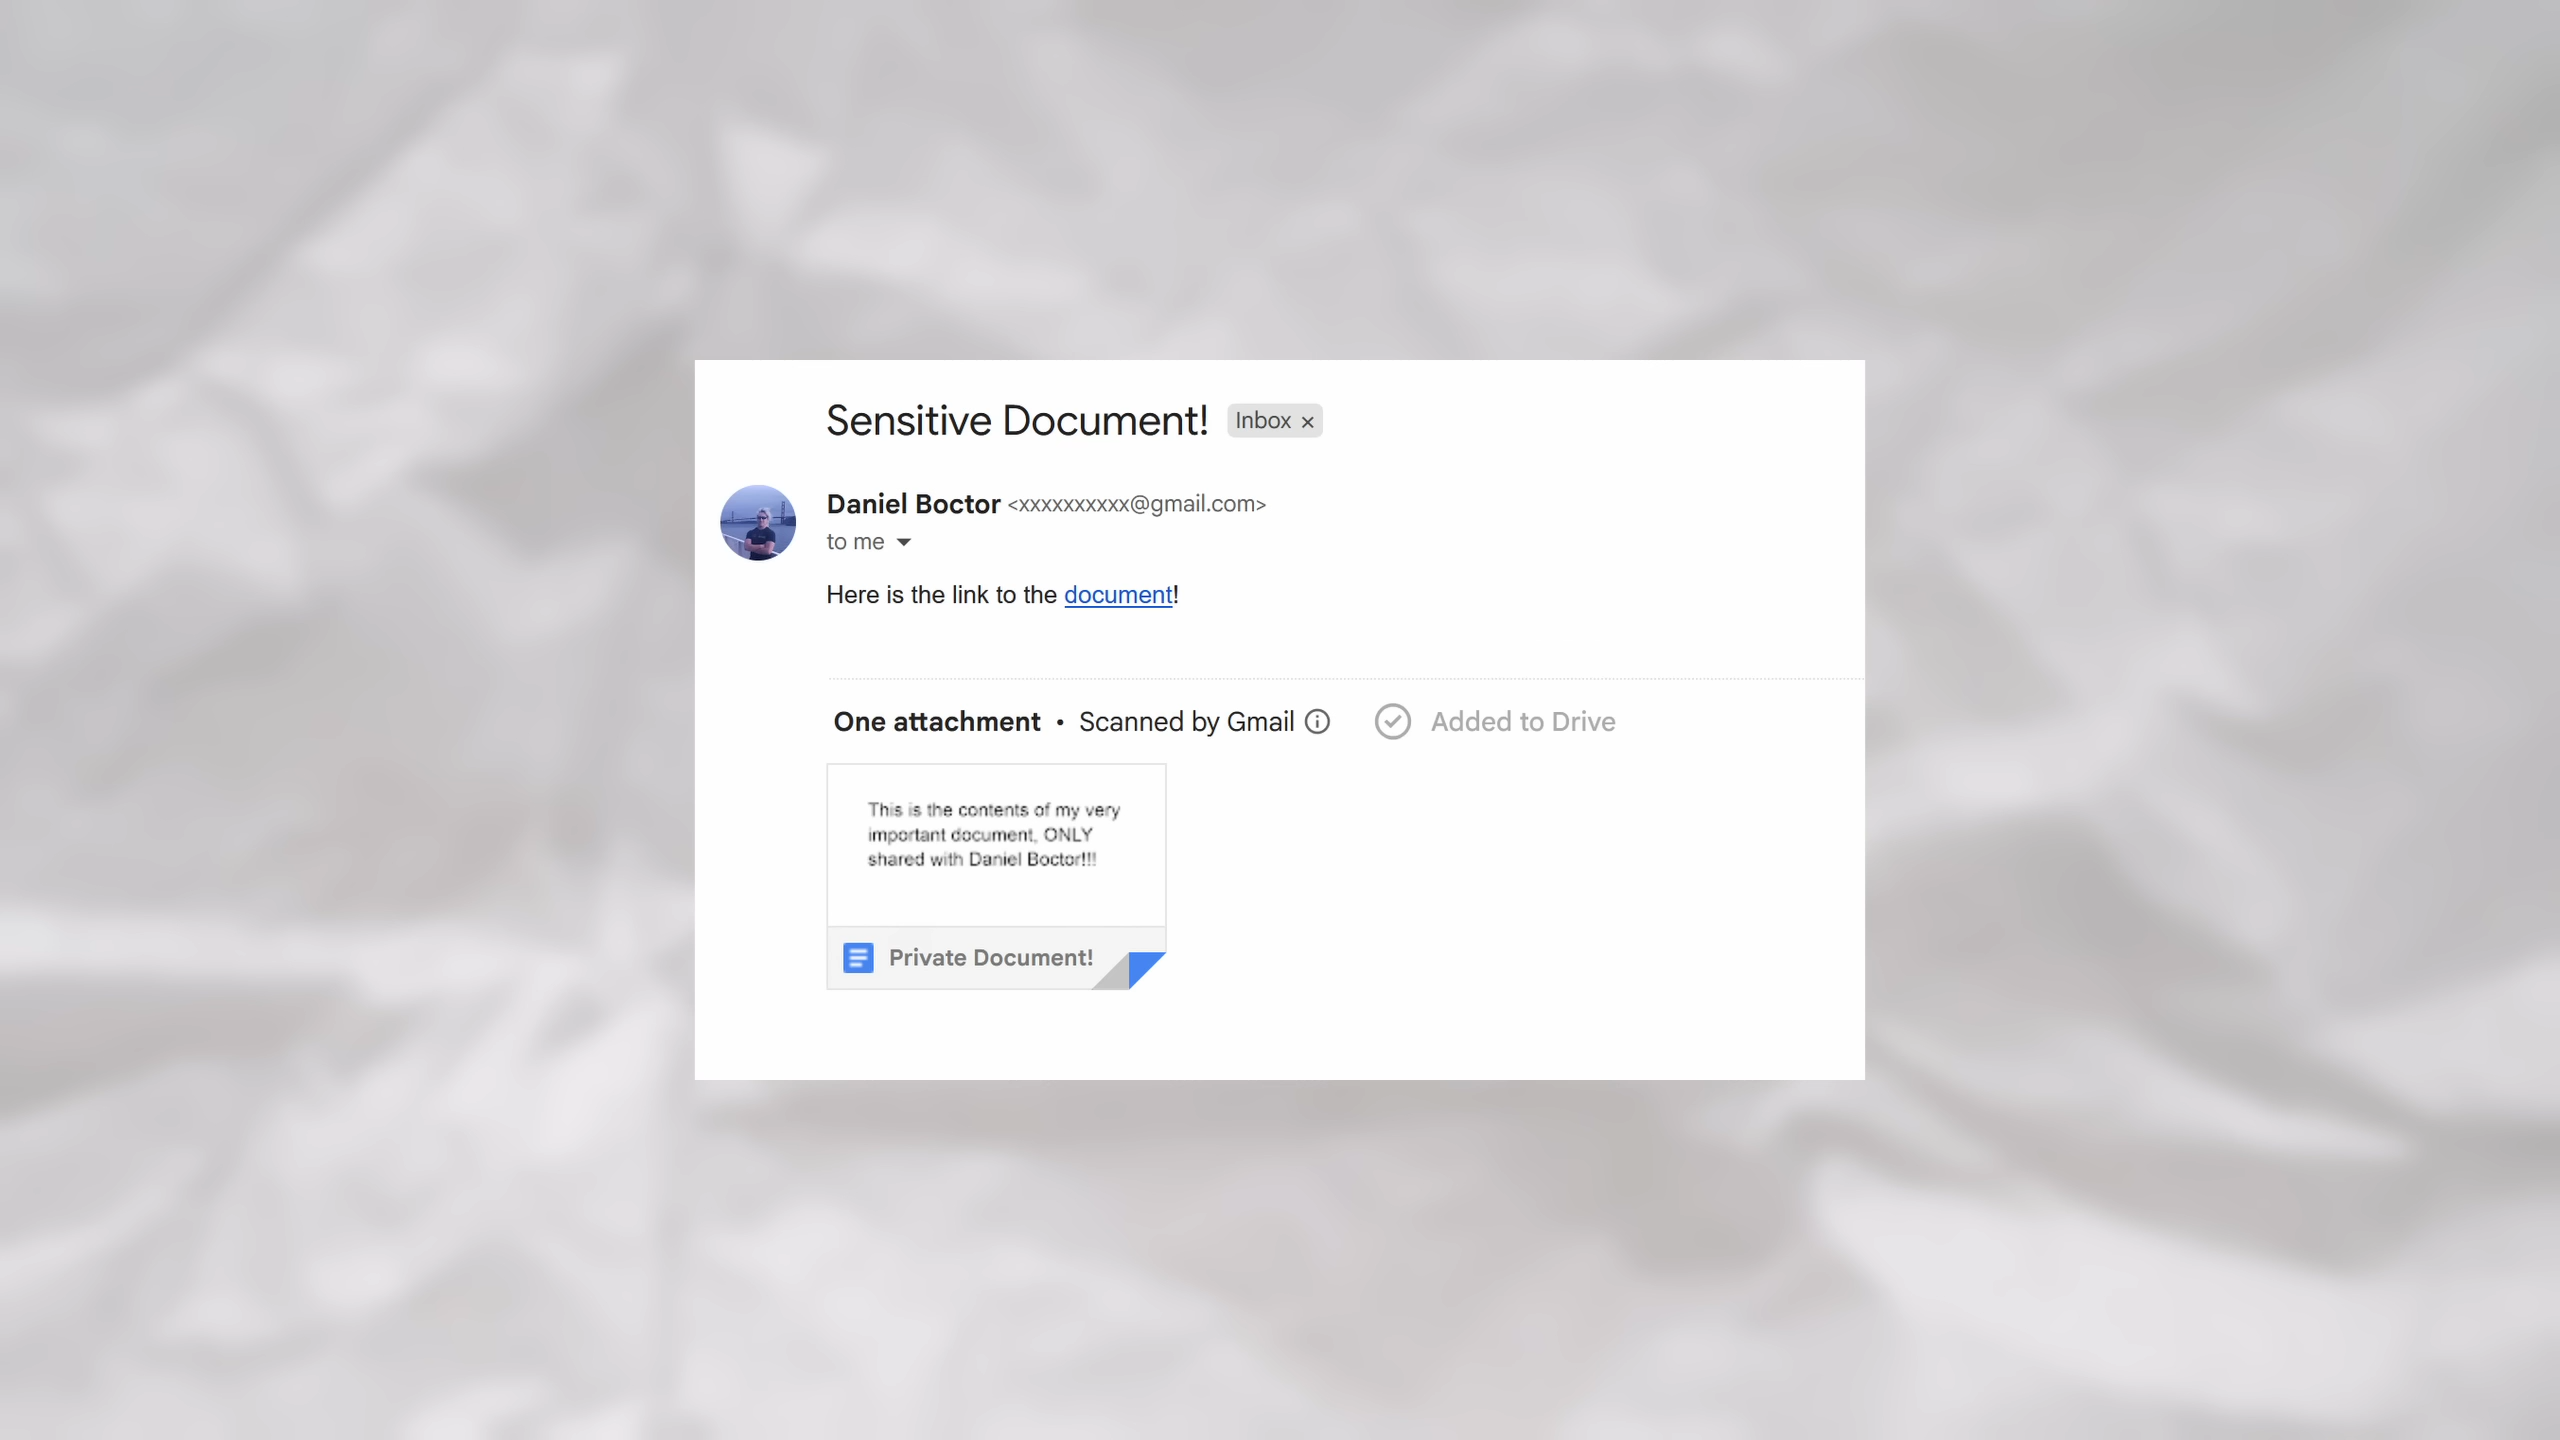 Sensitive Document! Inbox ×
Daniel Boctor <xxxxxxxxxx@gmail.com>
to me
Here is the link to the document!
One attachment • Scanned by Gmail Added to Drive
This is the contents of my very
important document, ONLY
shared with Daniel Boctor!!!
Private Document!